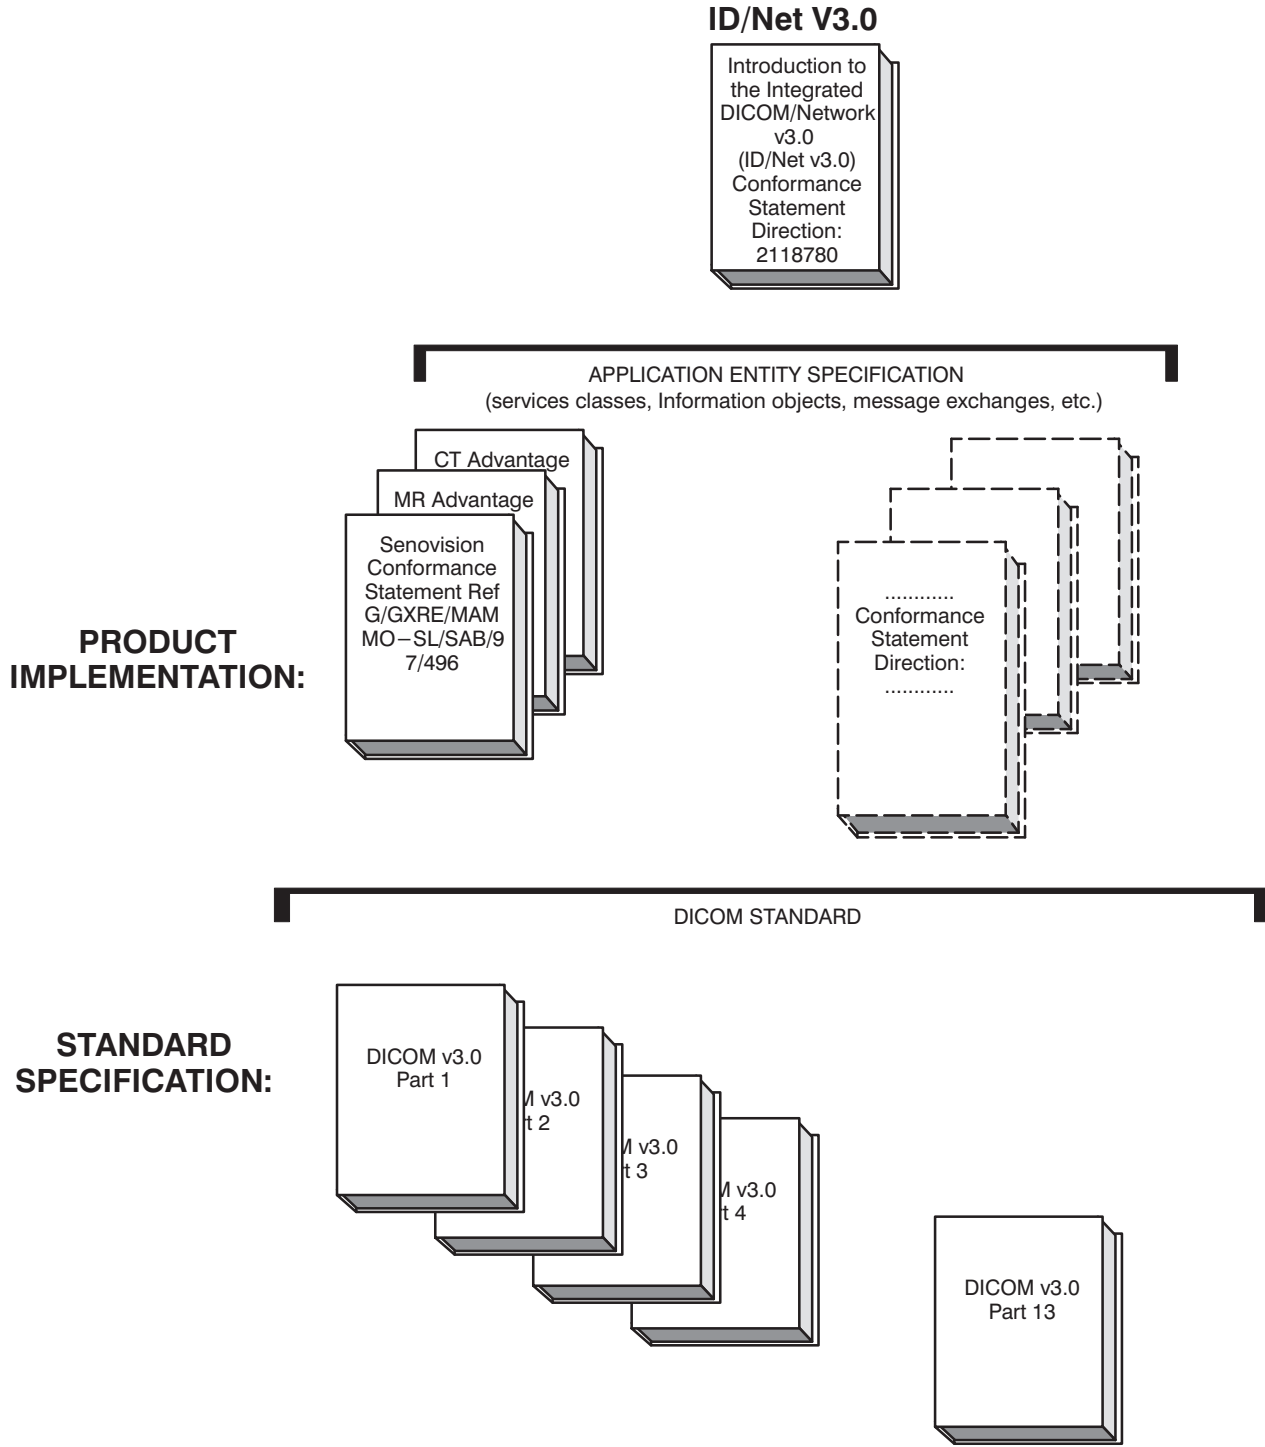 ID/Net V3.0
Introduction to
the Integrated
DICOM/Network
v3.0
(ID/Net v3.0)
Conformance
Statement
Direction:
2118780
APPLICATION ENTITY SPECIFICATION
(services classes, Information objects, message exchanges, etc.)
CT Advantage
MR Advantage
Senovision
Conformance
Statement Ref
G/GXRE/MAM
MO–SL/SAB/9
7/496
............
Conformance
Statement
Direction:
............
PRODUCT
IMPLEMENTATION:
DICOM STANDARD
STANDARD
SPECIFICATION:
DICOM v3.0
Part 1
M v3.0
t 2
M v3.0
t 3
M v3.0
t 4
DICOM v3.0
Part 13